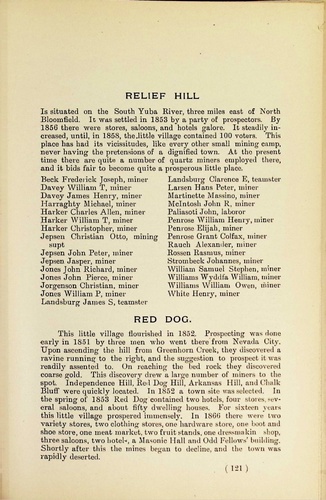 RELIEF HILL
Is situated on the South Yuba River, three miles east of North
Bloomfield. It was settled in 1853 by a party of prospectors. By
1856 there were stores, saloons, and hotels galore. It steadily in-
creased, until, in 1858, the little village contained 100 voters. This
place has had its vicissitudes, like every other small mining camp,
never having the pretensions of a dignified town. At the present
time there are quite a number of quartz miners employed there,
and it bids fair to become quite a prosperous little place.
Beck Frederick Joseph, miner
Davey William T, miner
Davey James Henry, miner
Harraghty Michael, miner
Harker Charles Allen, miner
Harker William T, miner
Harker Christopher, miner
Jepsen Christian Otto, mining
supt
Jepsen John Peter, miner
Jepsen Jasper, miner
Jones John Richard, miner
Jones John Pierce, miner
Jorgenson Christian, miner
Jones William P, miner
Landsburg James S, teamster
Landsburg Clarence E, teamster
Larsen Hans Peter, miner
Martinette Massino, miner
McIntosh John R, miner
Paliasoti John, laboror
Penrose William Henry, miner
Penrose Elijah, miner
Penrose Grant Colfax, miner
Rauch Alexander, miner
Rossen Rasmus, miner
Strombeck Johannes, miner
William Samuel Stephen, miner
Williams Wydifa William, miner
Williams William Owen, miner
White Henry, miner
RED DOG.
This little village flourished in 1852. Prospecting was done
early in 1851 by three men who went there from Nevada City.
Upon ascending the hill from Greenhorn Creek, they discovered a
ravine running to the right, and the suggestion to prospect it was
readily assented to. On reaching the bed rock they discovered
coarse gold. This discovery drew a large number of miners to the
spot. Independence Hill, Red Dog Hill, Arkansas Hill, and Chalk
Bluff were quickly located. In 1852 a town site was selected. In
the spring of 1853 Red Dog contained two hotels, four stores, sev-
eral saloons, and about fifty dwelling houses. For sixteen years
this little village prospered immensely. In 1866 there were two
variety stores, two clothing stores, one hardware store, one boot and
shoe store, one meat market, two fruit stands, one dressmakin shop,
three saloons, two hotels, a Masonic Hall and Odd Fellows' building.
Shortly after this the mines began to decline, and the town was
rapidly deserted.
(121)